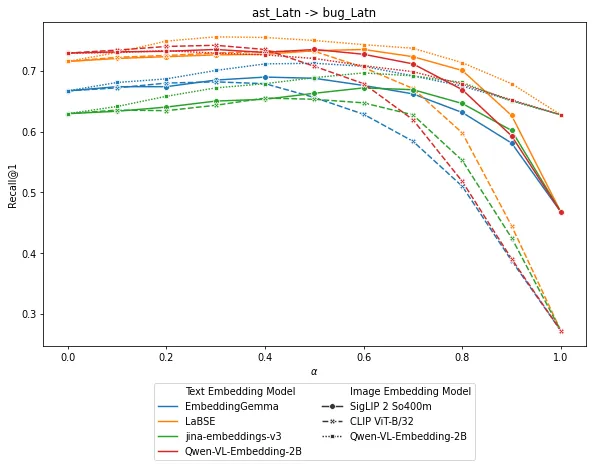 ast_Latn -> bug_Latn
Recall@1
0.7
0.6
0.5
0.4
0.3
0.0 0.2 0.4 0.6 0.8 1.0
α
Text Embedding Model
EmbeddingGemma
LaBSE
jina-embeddings-v3
Qwen-VL-Embedding-2B
Image Embedding Model
SigLIP 2 So400m
CLIP ViT-B/32
Qwen-VL-Embedding-2B